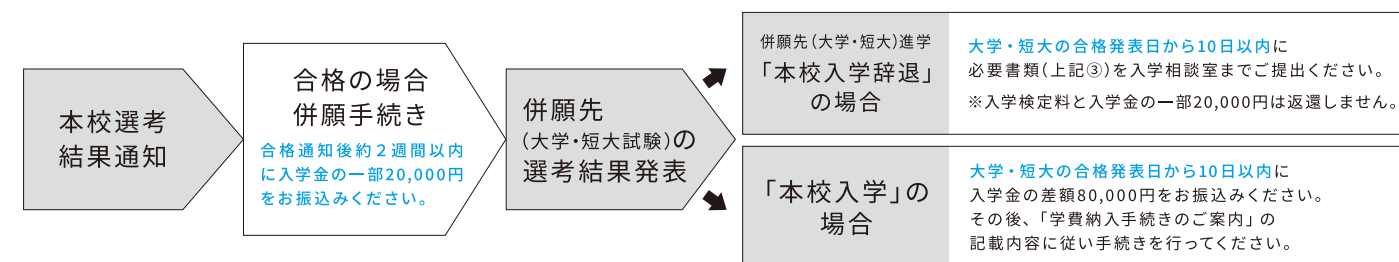 本校選考
結果通知
合格の場合
併願手続き
合格通知後約2週間以内
に入学金の一部20,000円
をお振込みください。
併願先
(大学・短大試験)の
選考結果発表
併願先(大学・短大)進学
「本校入学辞退」
の場合
大学・短大の合格発表日から10日以内に
必要書類(上記③)を入学相談室までご提出ください。
※入学検定料と入学金の一部20,000円は返還しません。
「本校入学」の
場合
大学・短大の合格発表日から10日以内に
入学金の差額80,000円をお振込みください。
その後、「学費納入手続きのご案内」の
記載内容に従い手続きを行ってください。